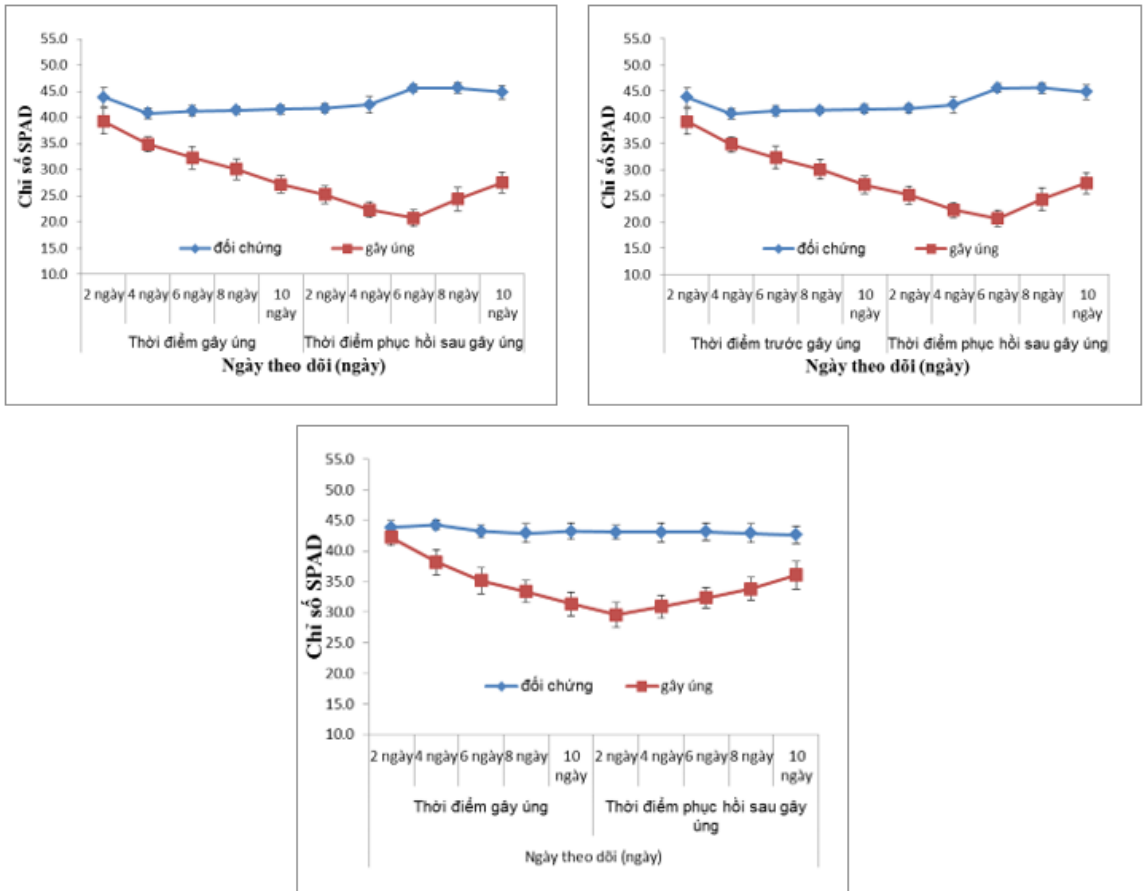 55.0
50.0
45.0
40.0
35.0
30.0
25.0
20.0
15.0
10.0
Chỉ số SPAD
đối chứng
gây úng
2 ngày 4 ngày 6 ngày 8 ngày 10 ngày 2 ngày 4 ngày 6 ngày 8 ngày 10 ngày
Thời điểm gây úng Thời điểm phục hồi sau gây úng
Ngày theo dõi (ngày)
55.0
50.0
45.0
40.0
35.0
30.0
25.0
20.0
15.0
10.0
Chỉ số SPAD
đối chứng
gây úng
2 ngày 4 ngày 6 ngày 8 ngày 10 ngày 2 ngày 4 ngày 6 ngày 8 ngày 10 ngày
Thời điểm trước gây úng Thời điểm phục hồi sau gây úng
Ngày theo dõi (ngày)
55.0
50.0
45.0
40.0
35.0
30.0
25.0
20.0
15.0
10.0
Chỉ số SPAD
đối chứng
gây úng
2 ngày 4 ngày 6 ngày 8 ngày 10 ngày 2 ngày 4 ngày 6 ngày 8 ngày 10 ngày
Thời điểm gây úng Thời điểm phục hồi sau gây
úng
Ngày theo dõi (ngày)